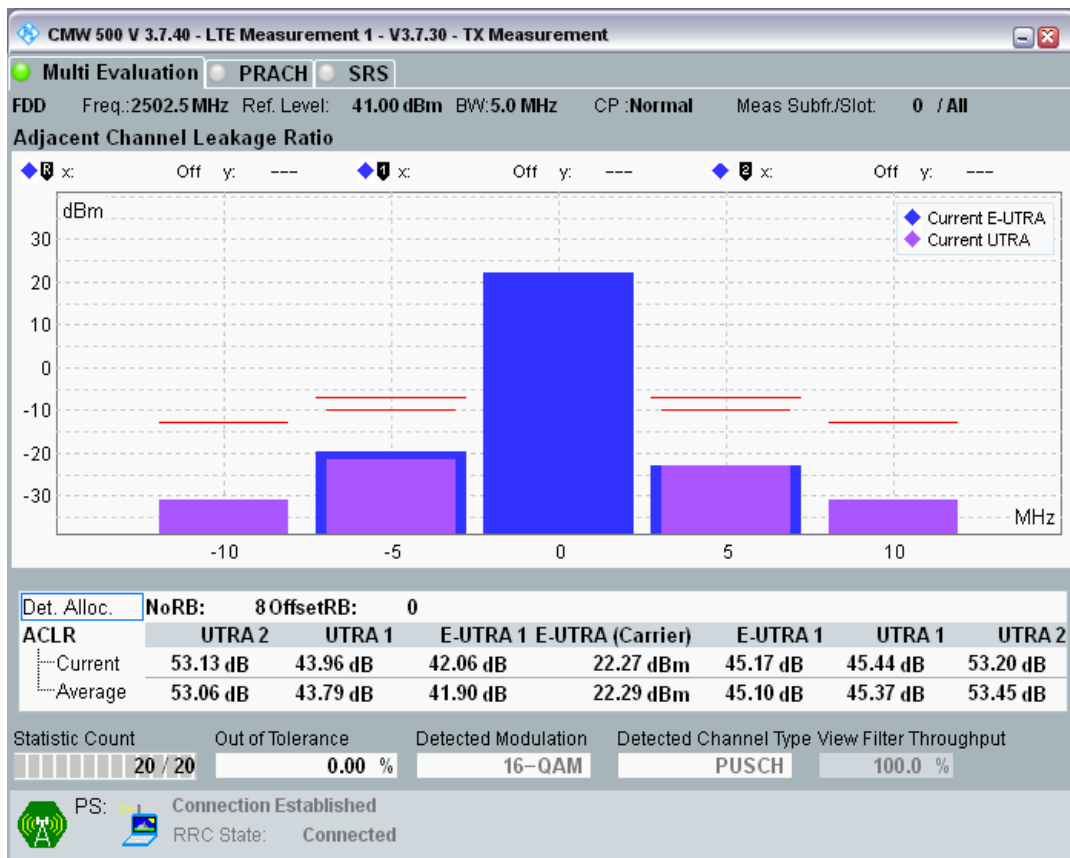 CMW 500 V 3.7.40 - LTE Measurement 1 - V3.7.30 - TX Measurement
Multi Evaluation PRACH SRS
FDD Freq.:2502.5 MHz Ref. Level: 41.00 dBm BW:5.0 MHz CP :Normal Meas Subfr./Slot: 0 / All
Adjacent Channel Leakage Ratio
R x: Off y: --- 1 x: Off y: --- 2 x: Off y: ---
dBm
Current E-UTRA
Current UTRA
30
20
10
0
-10
-20
-30
MHz
-10 -5 0 5 10
Det. Alloc. NoRB: 8 OffsetRB: 0
ACLR UTRA 2 UTRA 1 E-UTRA 1 E-UTRA (Carrier) E-UTRA 1 UTRA 1 UTRA 2
Current 53.13 dB 43.96 dB 42.06 dB 22.27 dBm 45.17 dB 45.44 dB 53.20 dB
Average 53.06 dB 43.79 dB 41.90 dB 22.29 dBm 45.10 dB 45.37 dB 53.45 dB
Statistic Count Out of Tolerance Detected Modulation Detected Channel Type View Filter Throughput
20 / 20 0.00 % 16-QAM PUSCH 100.0 %
PS: Connection Established
RRC State: Connected